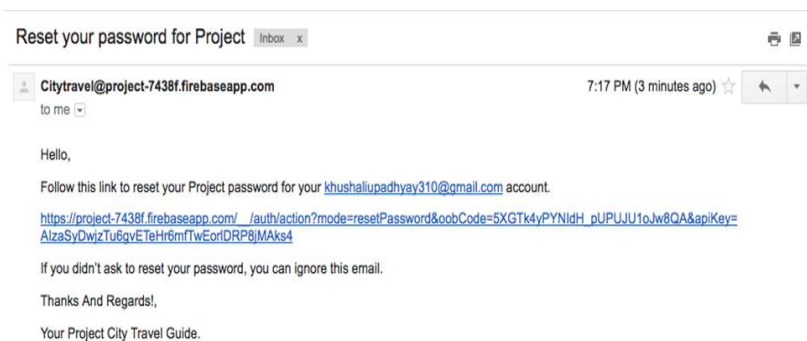 Reset your password for Project Inbox x
Citytravel@project-7438f.firebaseapp.com 7:17 PM (3 minutes ago)
to me
Hello,
Follow this link to reset your Project password for your khushaliupadhyay310@gmail.com account.
https://project-7438f.firebaseapp.com/__/auth/action?mode=resetPassword&oobCode=5XGTk4yPYNIdH_pUPUJU1oJw8QA&apiKey=
AIzaSyDwjzTu6gvETeHr6mfTwEorlDRP8jMAks4
If you didn't ask to reset your password, you can ignore this email.
Thanks And Regards!,
Your Project City Travel Guide.